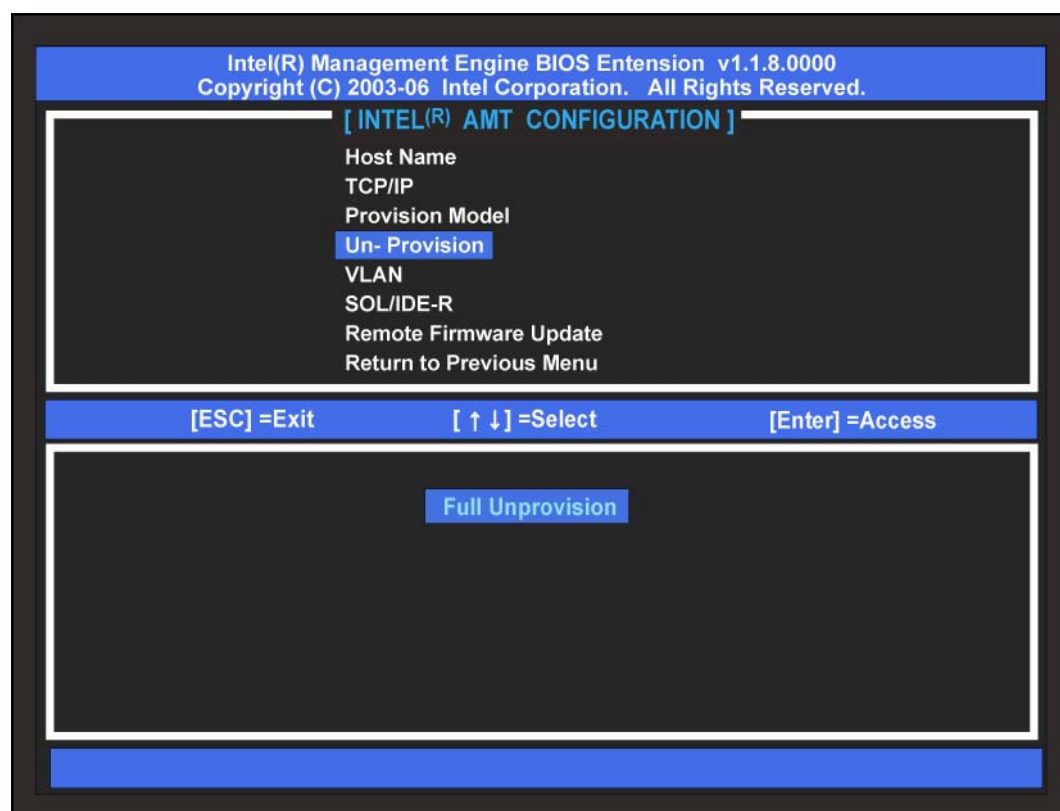 Intel(R) Management Engine BIOS Entension v1.1.8.0000
Copyright (C) 2003-06 Intel Corporation. All Rights Reserved.
[ INTEL(R) AMT CONFIGURATION ]
Host Name
TCP/IP
Provision Model
Un- Provision
VLAN
SOL/IDE-R
Remote Firmware Update
Return to Previous Menu
[ESC] =Exit [ ↑ ↓] =Select [Enter] =Access
Full Unprovision